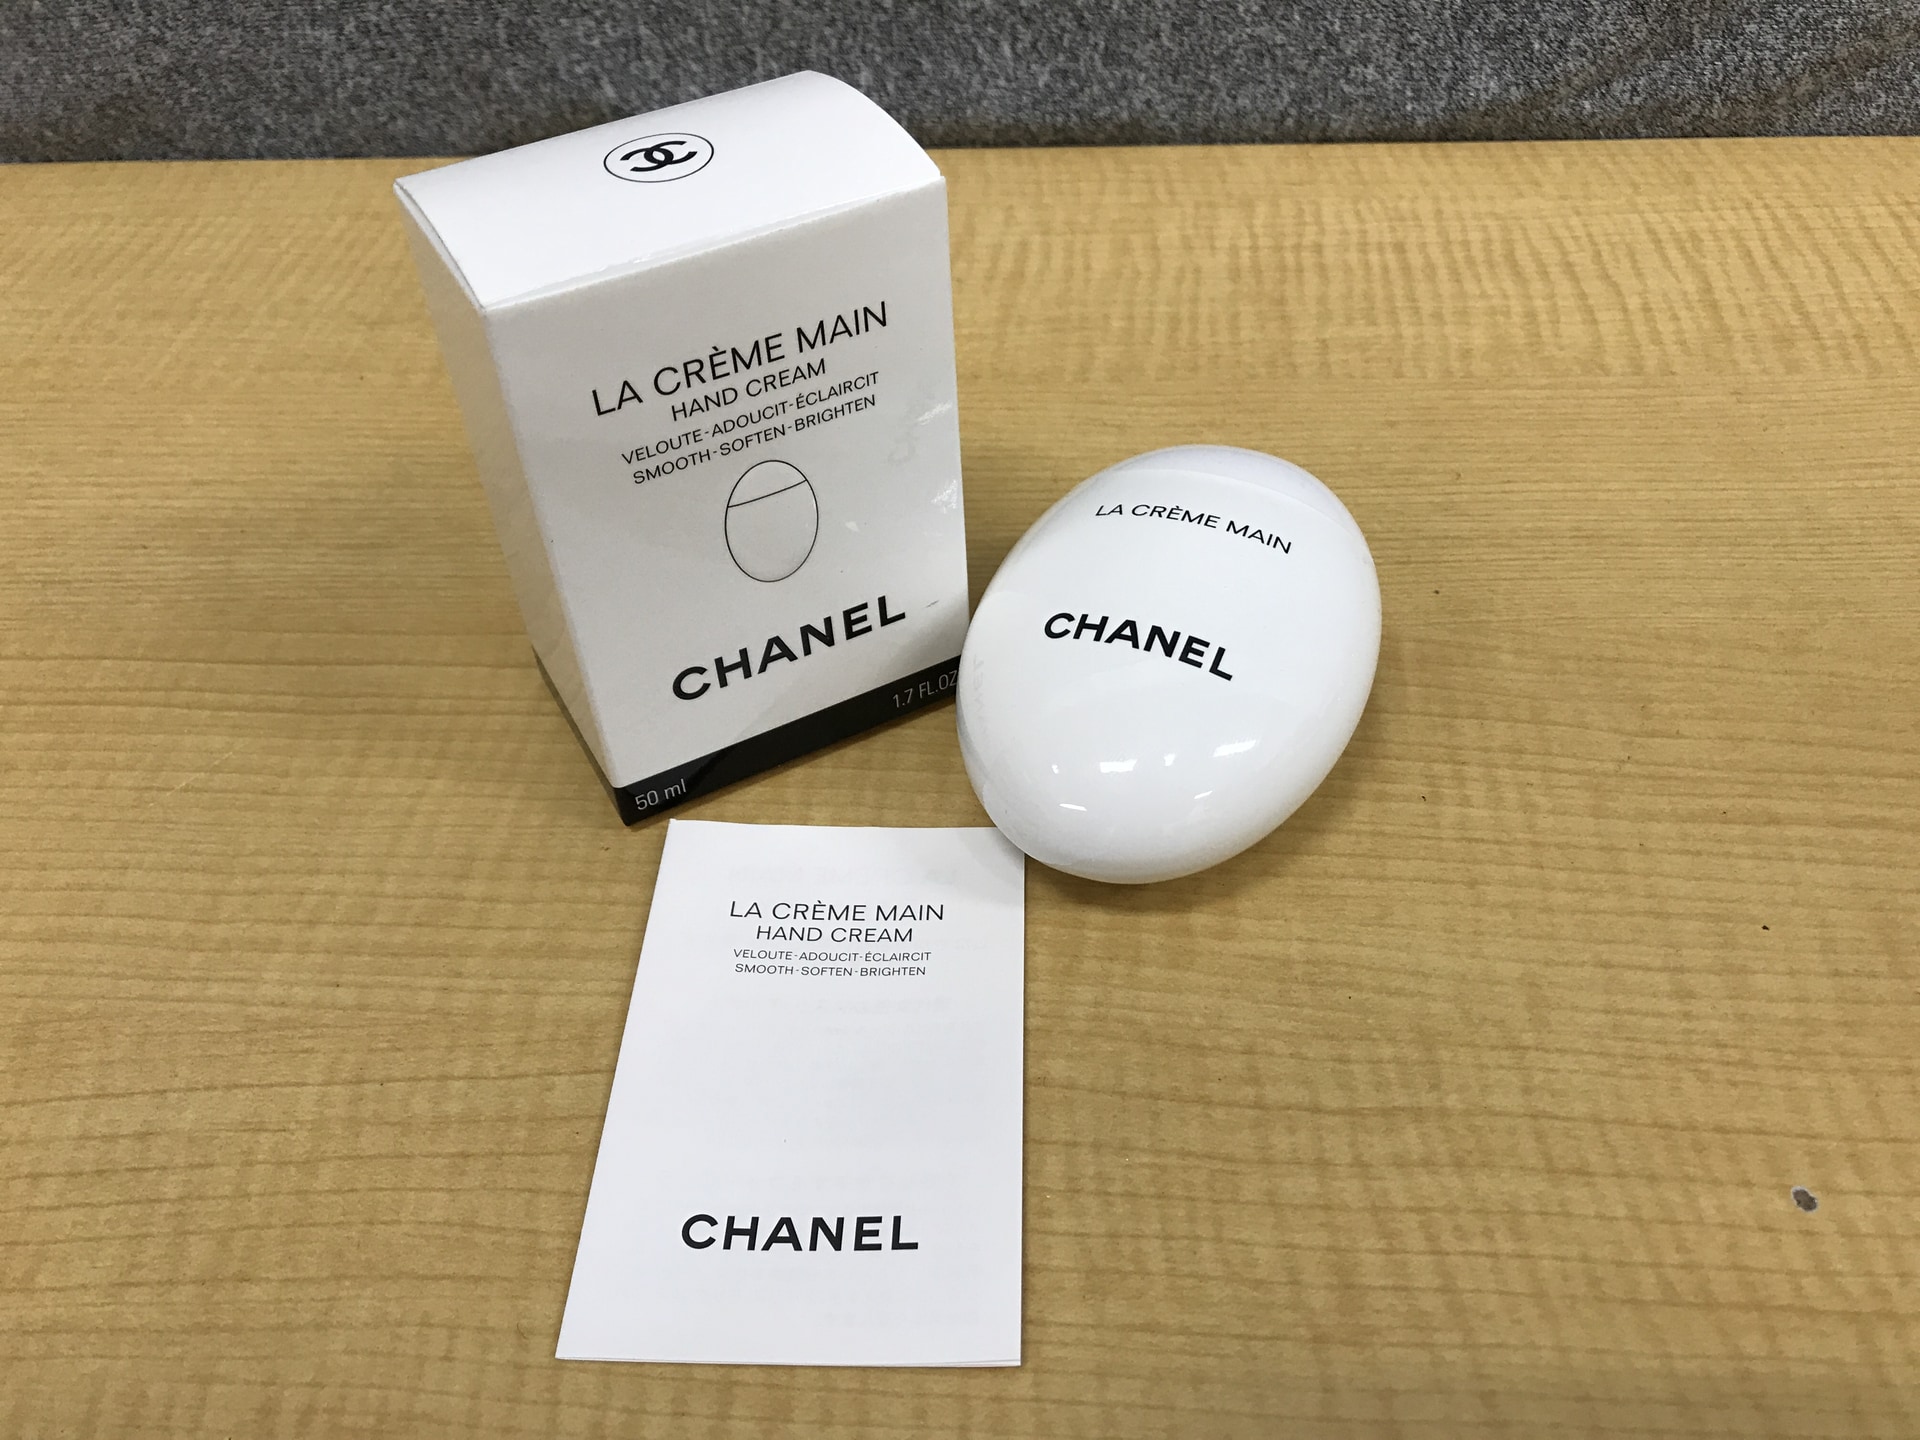 LA CRÈME MAIN
HAND CREAM
VELOUTE-ADOUCIT-ÉCLAIRCIT
SMOOTH-SOFTEN-BRIGHTEN
CHANEL
50 ml
1.7 FL.OZ
LA CRÈME MAIN
CHANEL
LA CRÈME MAIN
HAND CREAM
VELOUTE-ADOUCIT-ÉCLAIRCIT
SMOOTH-SOFTEN-BRIGHTEN
CHANEL